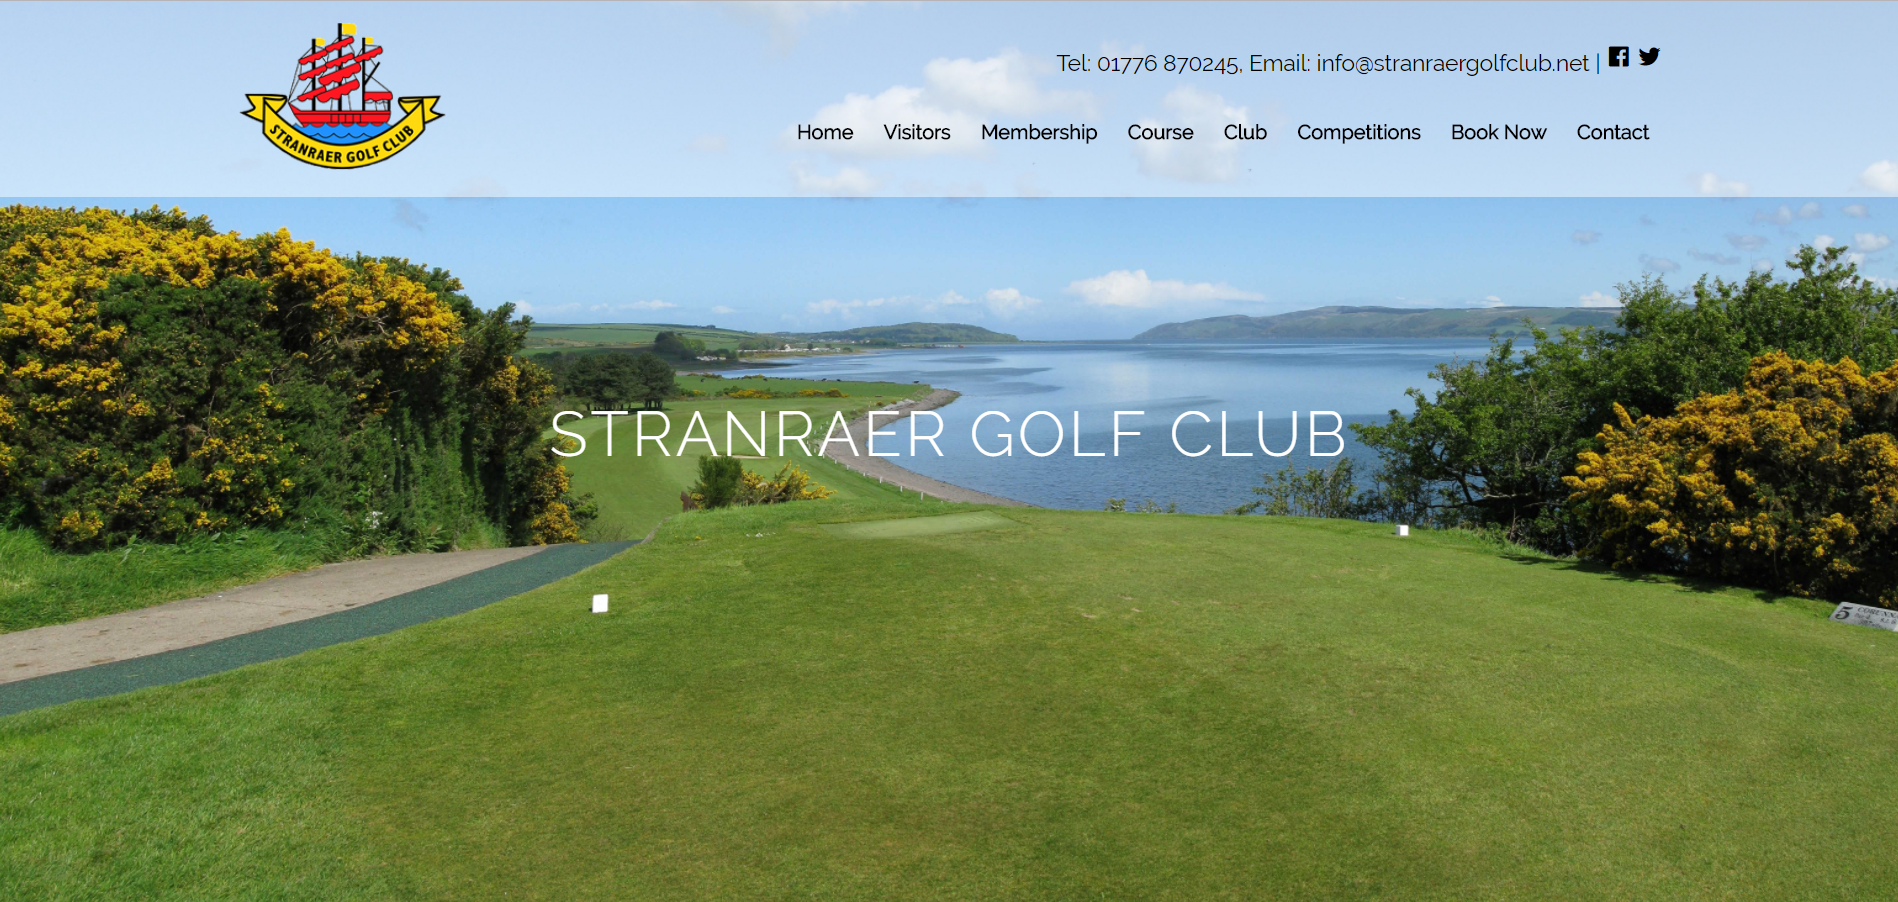 STRANRAER GOLF CLUB
Tel: 01776 870245, Email: info@stranraergolfclub.net |
Home Visitors Membership Course Club Competitions Book Now Contact
STRANRAER GOLF CLUB
5